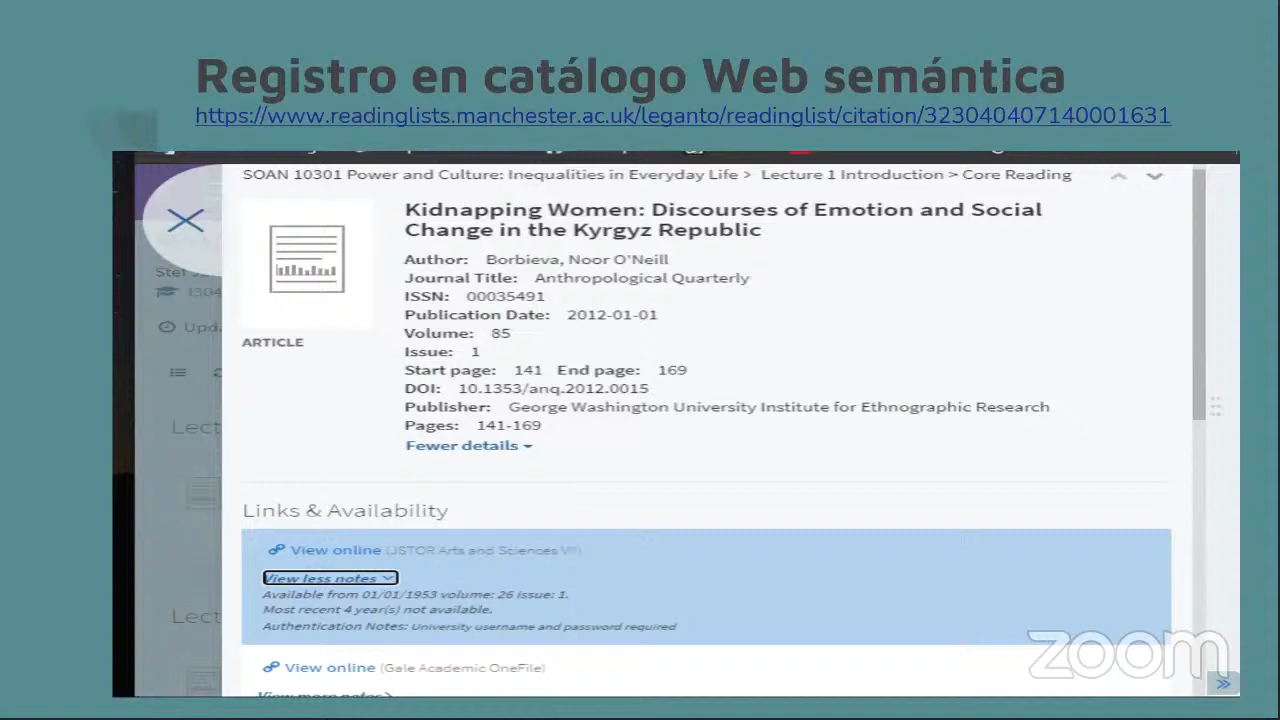 Registro en catálogo Web semántica
https://www.readinglists.manchester.ac.uk/leganto/readinglist/citation/323040407140001631
SOAN 10301 Power and Culture: Inequalities in Everyday Life > Lecture 1 Introduction > Core Reading
Kidnapping Women: Discourses of Emotion and Social
Change in the Kyrgyz Republic
Author: Borbieva, Noor O'Neill
Journal Title: Anthropological Quarterly
ISSN: 00035491
Publication Date: 2012-01-01
Volume: 85
Issue: 1
Start page: 141 End page: 169
DOI: 10.1353/anq.2012.0015
Publisher: George Washington University Institute for Ethnographic Research
Pages: 141-169
Fewer details
ARTICLE
Upda
Lect
Links & Availability
View online (JSTOR Arts and Sciences VII)
View less notes
Available from 01/01/1953 volume: 26 issue: 1.
Most recent 4 year(s) not available.
Authentication Notes: University username and password required
Lect
View online (Gale Academic OneFile)
View more notes
zoom